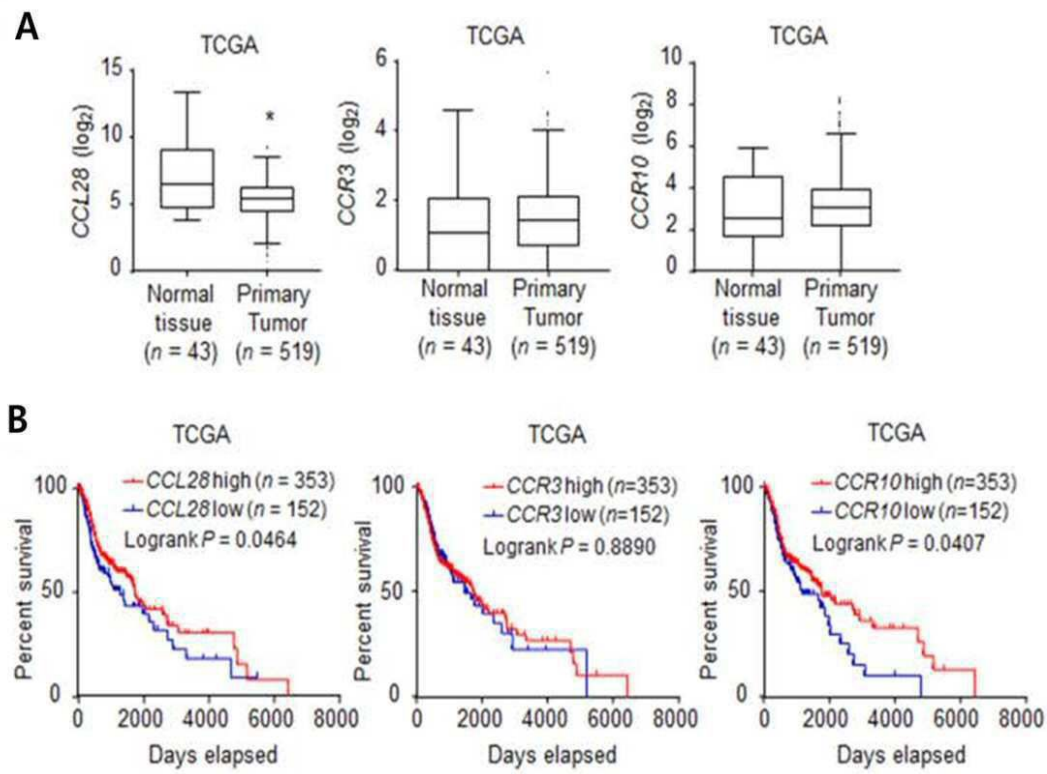 A
TCGA
CCL28 (log2)
15
10
5
0
Normal tissue (n = 43)
Primary Tumor (n = 519)
*
TCGA
CCR3 (log2)
6
4
2
0
Normal tissue (n = 43)
Primary Tumor (n = 519)
TCGA
CCR10 (log2)
10
8
6
4
2
0
Normal tissue (n = 43)
Primary Tumor (n = 519)
B
TCGA
CCL28 high (n = 353)
CCL28 low (n = 152)
Logrank P = 0.0464
Percent survival
100
50
0
0 2000 4000 6000 8000
Days elapsed
TCGA
CCR3 high (n=353)
CCR3 low (n=152)
Logrank P = 0.8890
Percent survival
100
50
0
0 2000 4000 6000 8000
Days elapsed
TCGA
CCR10 high (n=353)
CCR10 low (n=152)
Logrank P = 0.0407
Percent survival
100
50
0
0 2000 4000 6000 8000
Days elapsed